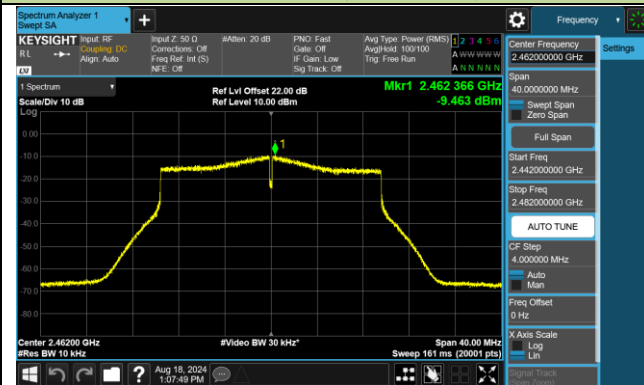 Spectrum Analyzer 1
Swept SA
+
Frequency
KEYSIGHT
RL
LXI
Input: RF
Coupling: DC
Align: Auto
Input Z: 50 Ω
Corrections: Off
Freq Ref: Int (S)
NFE: Off
#Atten: 20 dB
PNO: Fast
Gate: Off
IF Gain: Low
Sig Track: Off
Avg Type: Power (RMS)
Avg|Hold: 100/100
Trig: Free Run
1 2 3 4 5 6
A W W W W W
A N N N N N
1 Spectrum
Scale/Div 10 dB
Log
Ref Lvl Offset 22.00 dB
Ref Level 10.00 dBm
Mkr1 2.462 366 GHz
-9.463 dBm
1
0.00
-10.0
-20.0
-30.0
-40.0
-50.0
-60.0
-70.0
-80.0
Center 2.46200 GHz
#Res BW 10 kHz
#Video BW 30 kHz*
Span 40.00 MHz
Sweep 161 ms (20001 pts)
Center Frequency
2.462000000 GHz
Settings
Span
40.0000000 MHz
Swept Span
Zero Span
Full Span
Start Freq
2.442000000 GHz
Stop Freq
2.482000000 GHz
AUTO TUNE
CF Step
4.000000 MHz
Auto
Man
Freq Offset
0 Hz
X Axis Scale
Log
Lin
Signal Track
(Span Zoom)
?
Aug 18, 2024
1:07:49 PM